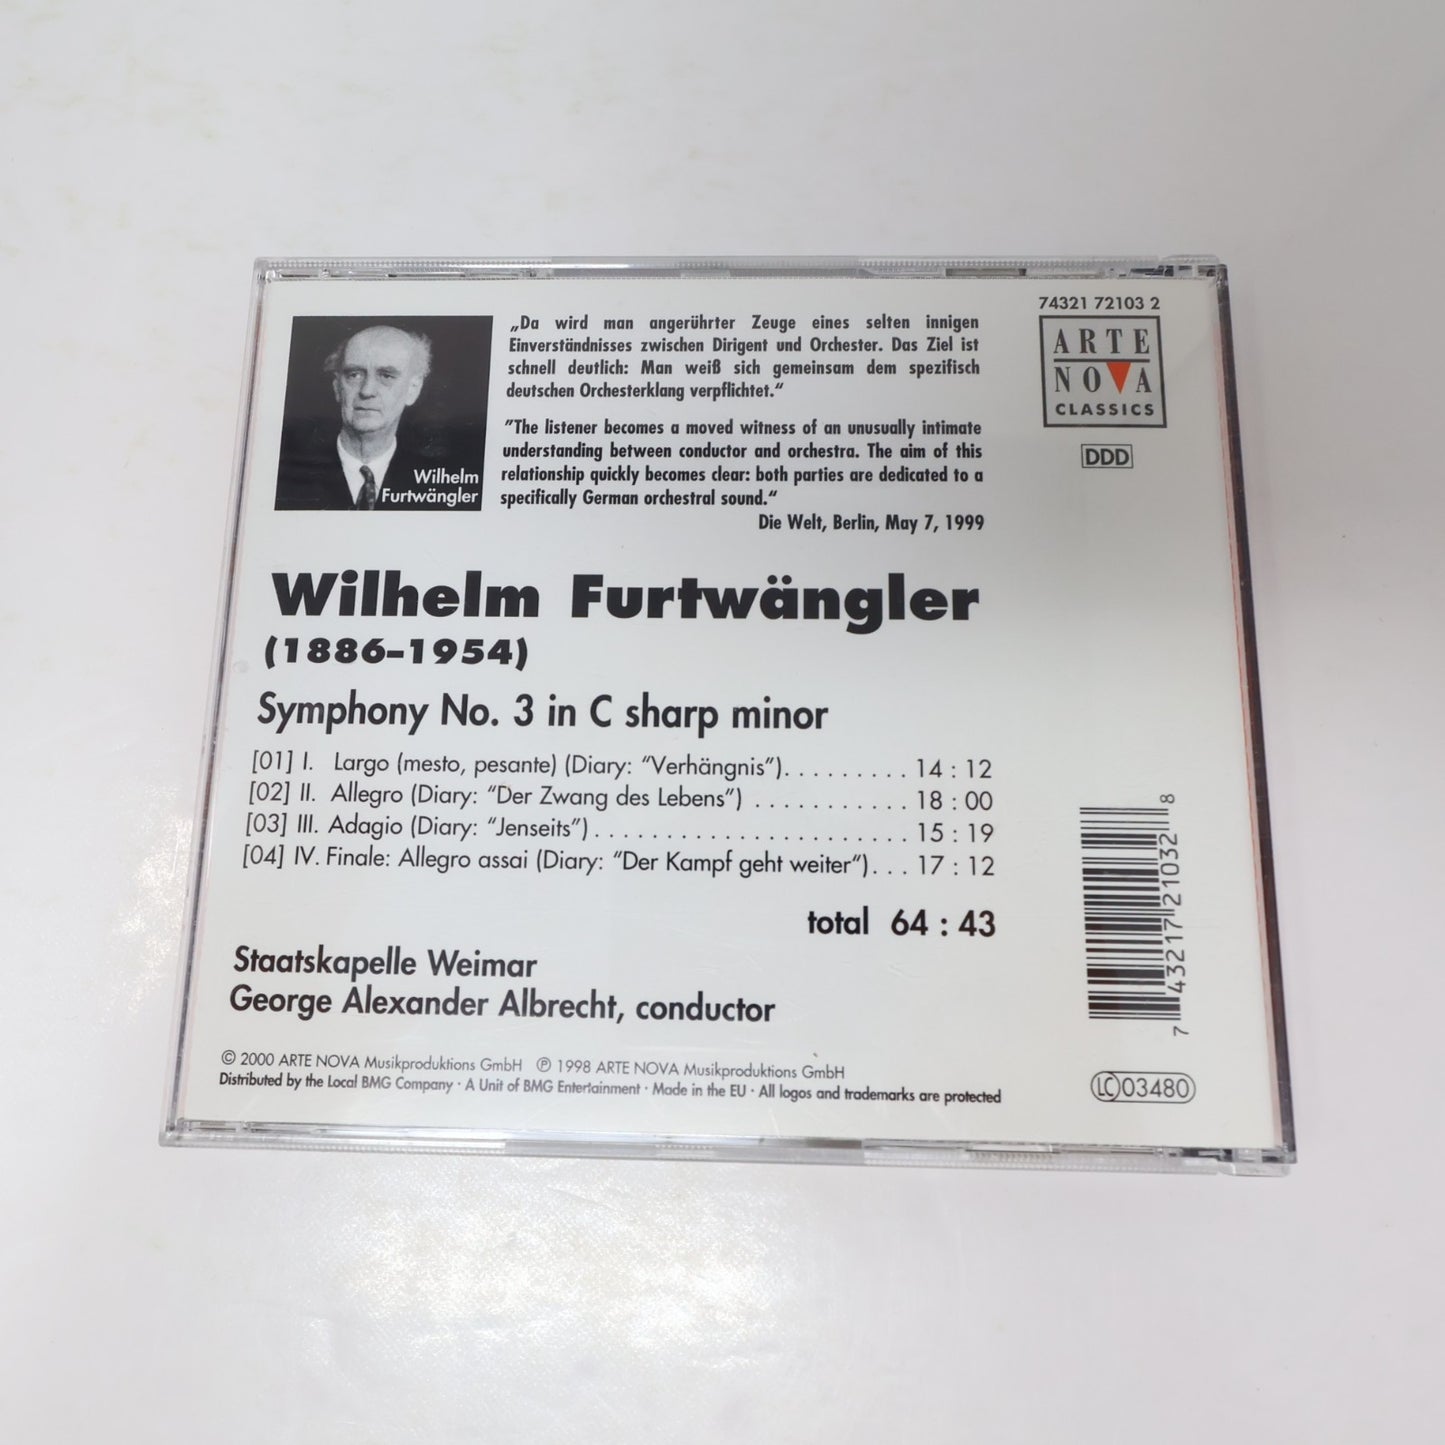 74321 72103 2
ARTE
NOVA
CLASSICS
DDD
Wilhelm
Furtwängler
„Da wird man angerührter Zeuge eines selten innigen
Einverständnisses zwischen Dirigent und Orchester. Das Ziel ist
schnell deutlich: Man weiß sich gemeinsam dem spezifisch
deutschen Orchesterklang verpflichtet.“
”The listener becomes a moved witness of an unusually intimate
understanding between conductor and orchestra. The aim of this
relationship quickly becomes clear: both parties are dedicated to a
specifically German orchestral sound.“
Die Welt, Berlin, May 7, 1999
Wilhelm Furtwängler
(1886–1954)
Symphony No. 3 in C sharp minor
[01] I. Largo (mesto, pesante) (Diary: “Verhängnis”). . . . . . . . . 14 : 12
[02] II. Allegro (Diary: “Der Zwang des Lebens”) . . . . . . . . . . . 18 : 00
[03] III. Adagio (Diary: “Jenseits”) . . . . . . . . . . . . . . . . . . . . . . 15 : 19
[04] IV. Finale: Allegro assai (Diary: “Der Kampf geht weiter“). . . 17 : 12
total 64 : 43
Staatskapelle Weimar
George Alexander Albrecht, conductor
© 2000 ARTE NOVA Musikproduktions GmbH ℗ 1998 ARTE NOVA Musikproduktions GmbH
Distributed by the Local BMG Company · A Unit of BMG Entertainment · Made in the EU · All logos and trademarks are protected
7 43217 21032 8
LC 03480